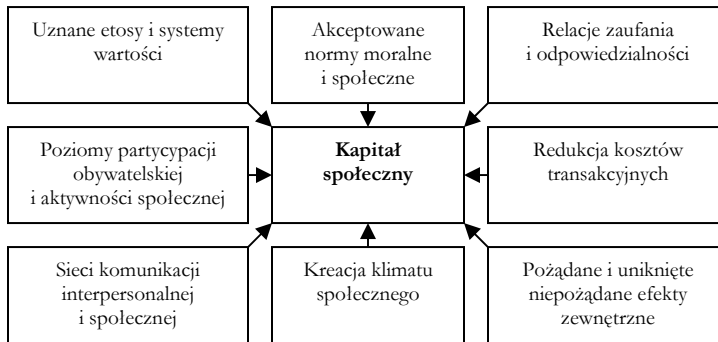 Uznane etosy i systemy
wartości
Akceptowane
normy moralne
i społeczne
Relacje zaufania
i odpowiedzialności
Poziomy partycypacji
obywatelskiej
i aktywności społecznej
Kapitał
społeczny
Redukcja kosztów
transakcyjnych
Sieci komunikacji
interpersonalnej
i społecznej
Kreacja klimatu
społecznego
Pożądane i uniknięte
niepożądane efekty
zewnętrzne